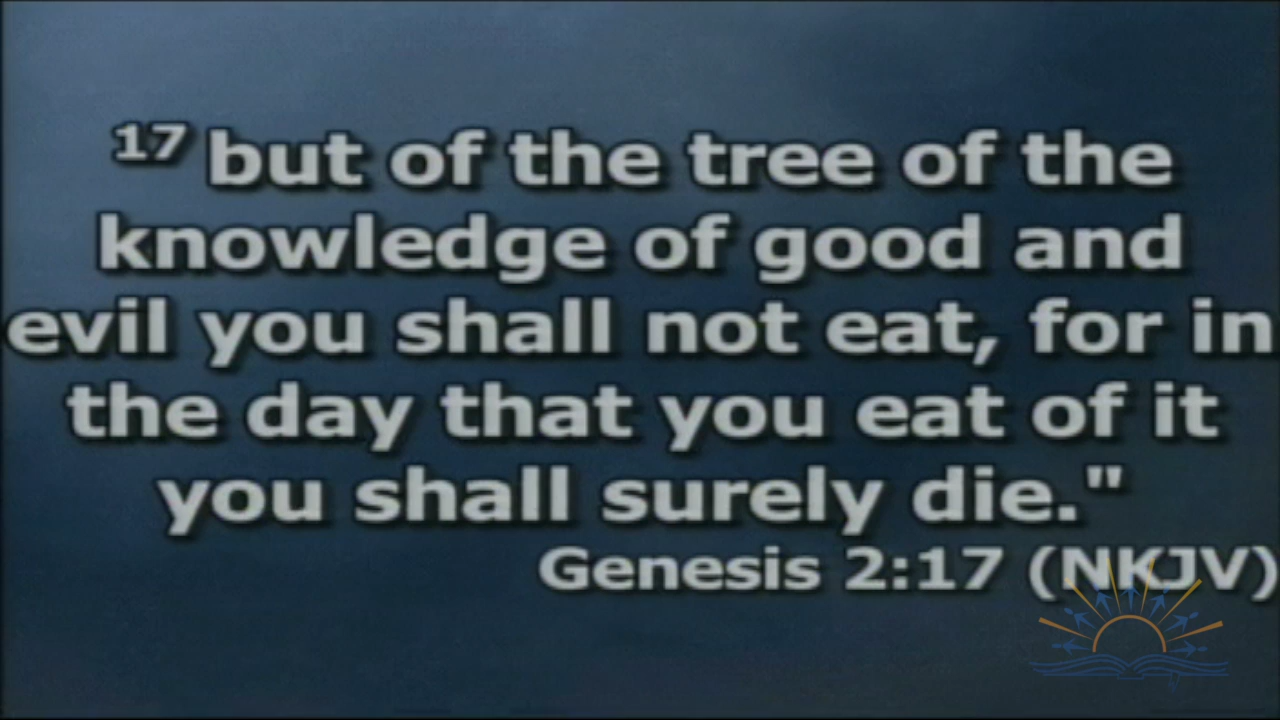 17 but of the tree of the
knowledge of good and
evil you shall not eat, for in
the day that you eat of it
you shall surely die."
Genesis 2:17 (NKJV)